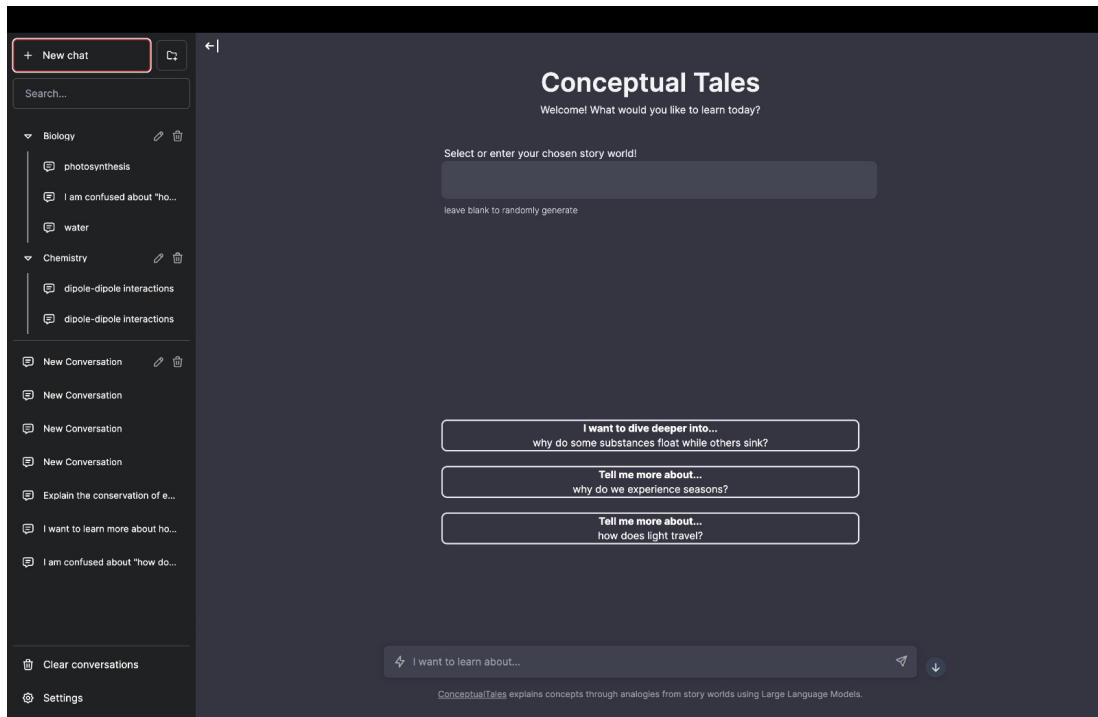 New chat
Search...
Biology
photosynthesis
I am confused about "ho...
water
Chemistry
dipole-dipole interactions
dipole-dipole interactions
New Conversation
New Conversation
New Conversation
New Conversation
Explain the conservation of e...
I want to learn more about ho...
I am confused about "how do...
Clear conversations
Settings
Conceptual Tales
Welcome! What would you like to learn today?
Select or enter your chosen story world!
leave blank to randomly generate
I want to dive deeper into...
why do some substances float while others sink?
Tell me more about...
why do we experience seasons?
Tell me more about...
how does light travel?
I want to learn about...
ConceptualTales explains concepts through analogies from story worlds using Large Language Models.